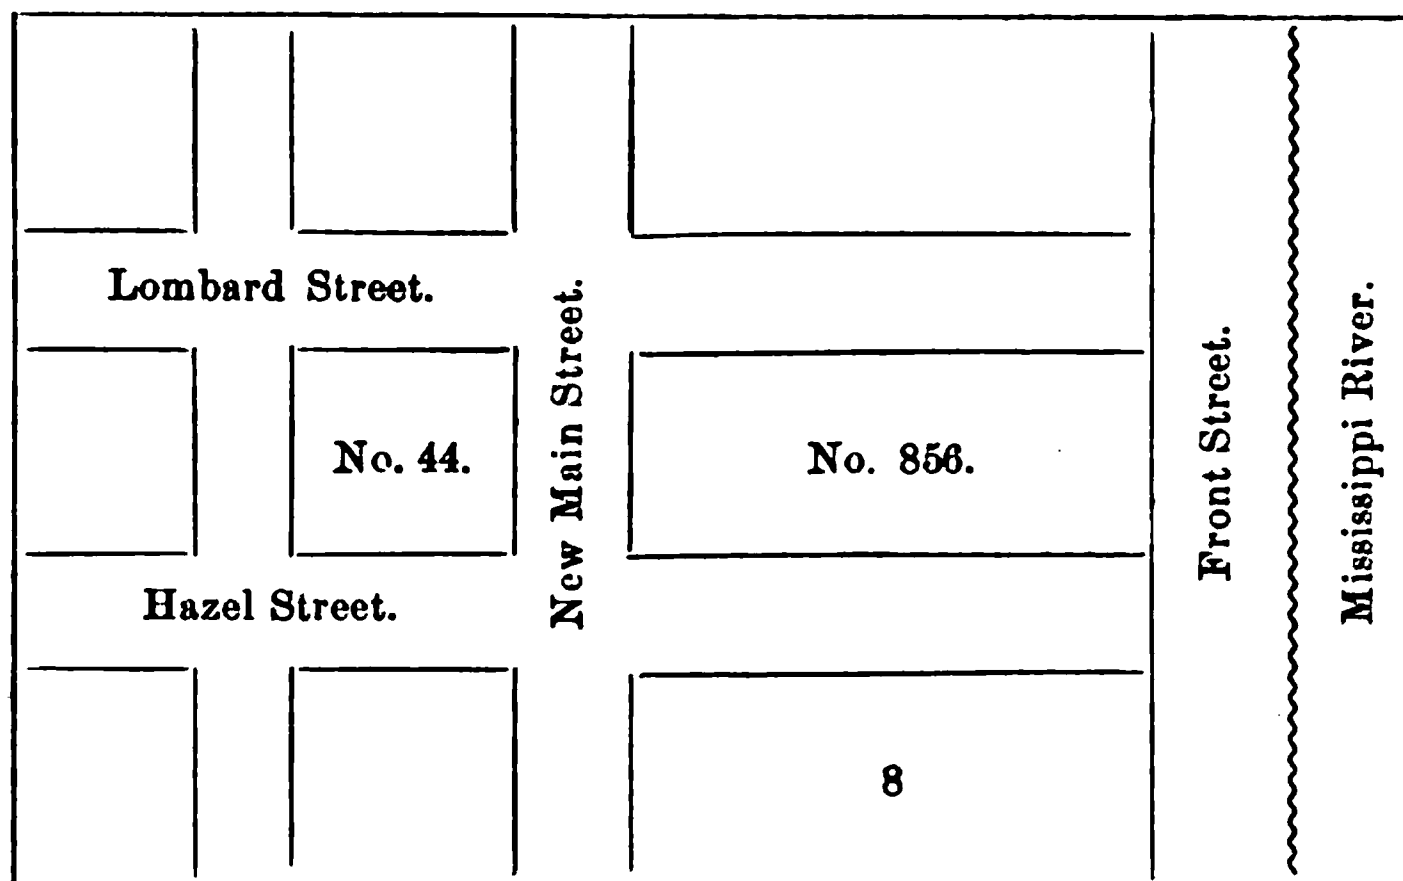 Lombard Street.
New Main Street.
Front Street.
Mississippi River.
No. 44.
No. 856.
Hazel Street.
8